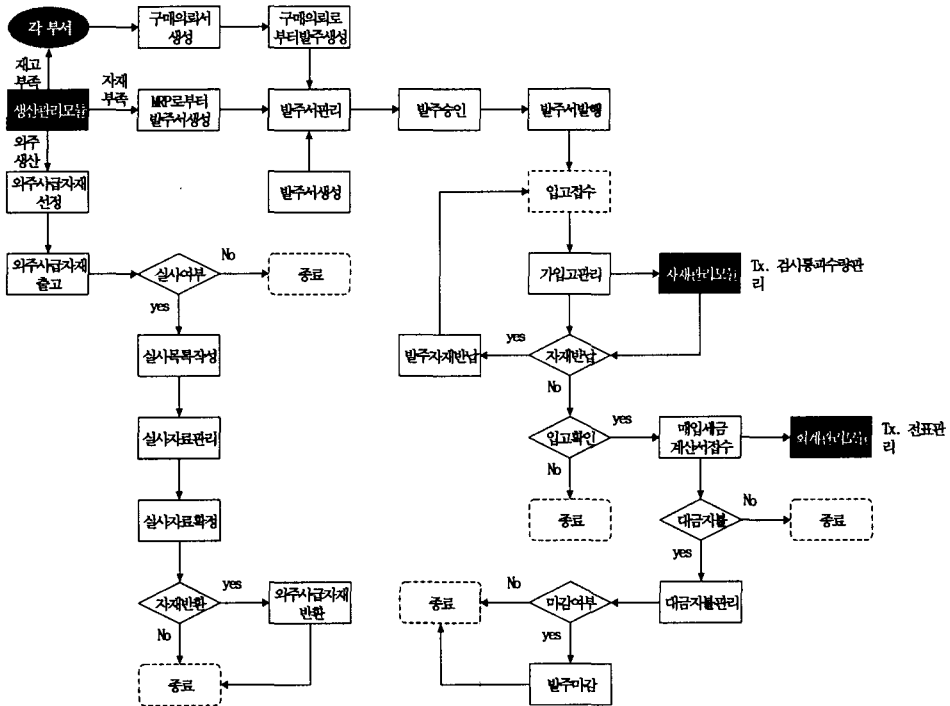 각 부서
구매의뢰서
생성
구매의뢰로
부터발주생성
재고
부족
자재
부족
생산관리모듈
MRP로부터
발주서생성
발주서관리
발주승인
발주서발행
외주
생산
외주사급자재
선정
발주서생성
입고접수
외주사급자재
출고
실사여부
No
종료
가입고관리
자재관리모듈
Tx. 검사통과수량관
리
yes
실사목록작성
발주자재반납
yes
자재반납
No
실사자료관리
입고확인
yes
매입세금
계산서접수
회계관리모듈
Tx. 전표관
리
No
실사자료확정
종료
대금지불
No
종료
yes
자재반환
yes
외주사급자재
반환
종료
No
마감여부
대금지불관리
No
yes
종료
발주마감